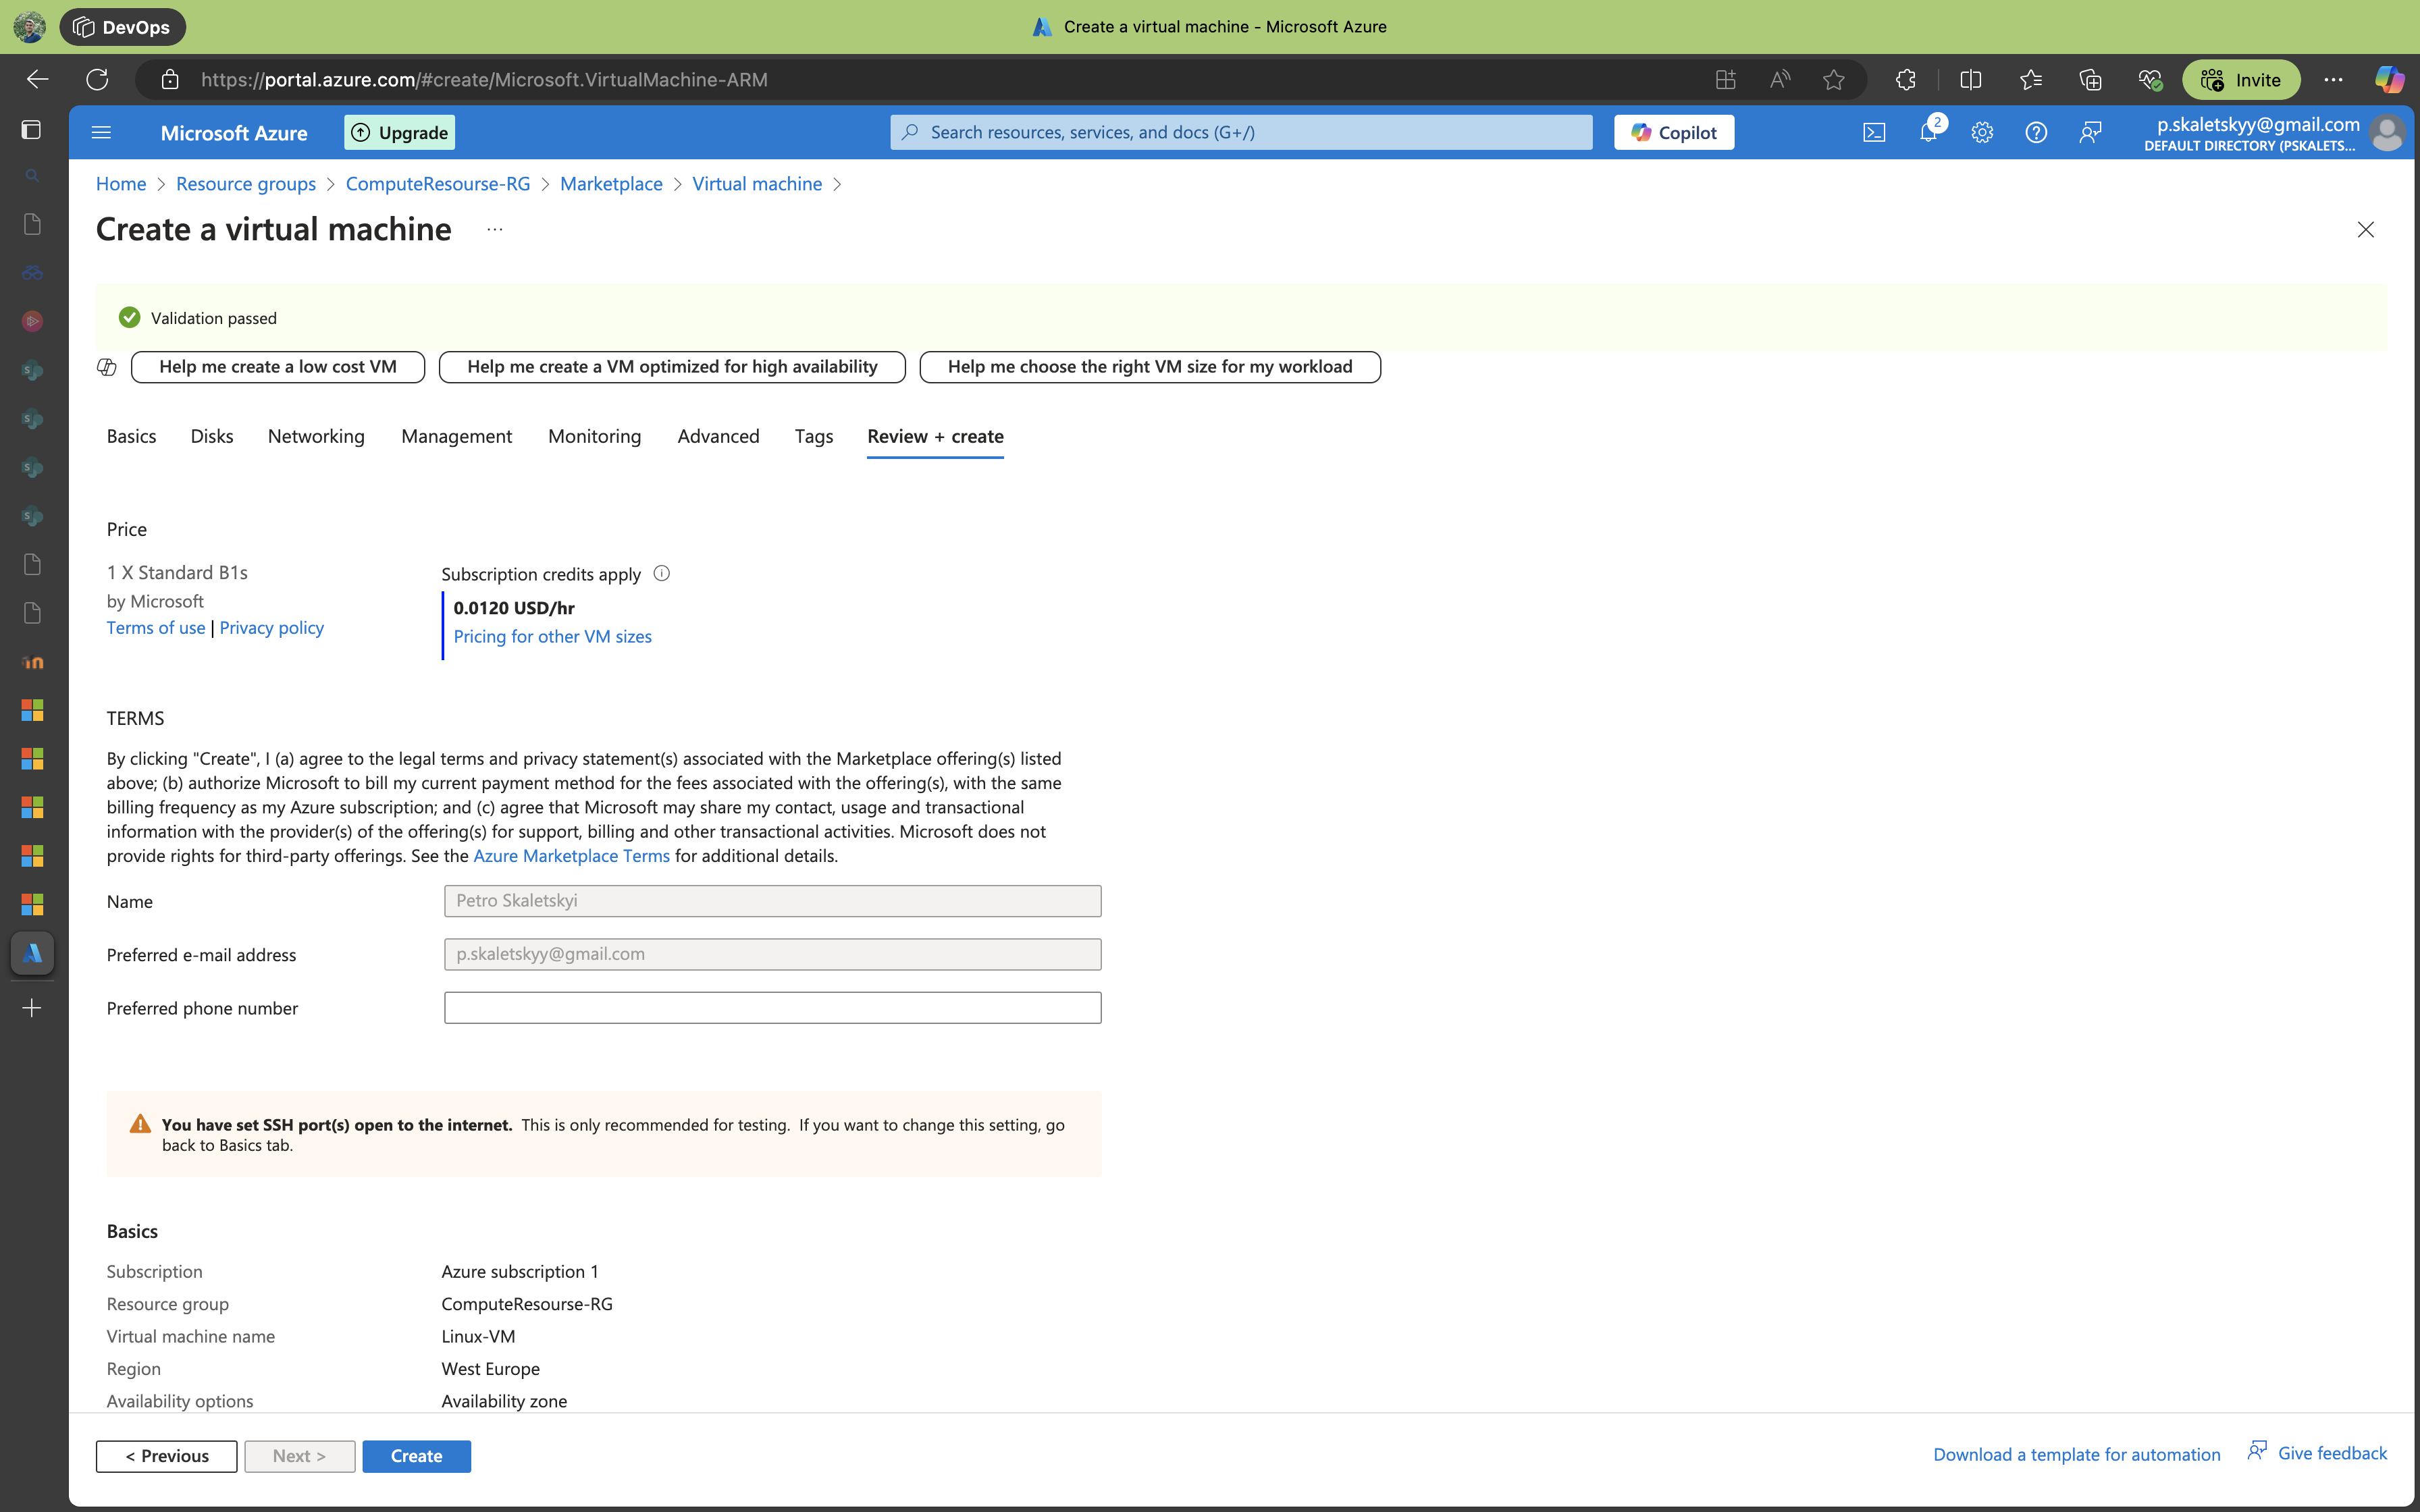 DevOps
Create a virtual machine - Microsoft Azure
https://portal.azure.com/#create/Microsoft.VirtualMachine-ARM
Invite
Microsoft Azure
Upgrade
Search resources, services, and docs (G+/)
Copilot
2
p.skaletskyy@gmail.com
DEFAULT DIRECTORY (PSKALETS...
Home > Resource groups > ComputeResourse-RG > Marketplace > Virtual machine >
Create a virtual machine ...
Validation passed
Help me create a low cost VM
Help me create a VM optimized for high availability
Help me choose the right VM size for my workload
Basics Disks Networking Management Monitoring Advanced Tags Review + create
Price
1 X Standard B1s
by Microsoft
Terms of use | Privacy policy
Subscription credits apply
0.0120 USD/hr
Pricing for other VM sizes
TERMS
By clicking "Create", I (a) agree to the legal terms and privacy statement(s) associated with the Marketplace offering(s) listed
above; (b) authorize Microsoft to bill my current payment method for the fees associated with the offering(s), with the same
billing frequency as my Azure subscription; and (c) agree that Microsoft may share my contact, usage and transactional
information with the provider(s) of the offering(s) for support, billing and other transactional activities. Microsoft does not
provide rights for third-party offerings. See the Azure Marketplace Terms for additional details.
Name Petro Skaletskyi
Preferred e-mail address p.skaletskyy@gmail.com
Preferred phone number
You have set SSH port(s) open to the internet. This is only recommended for testing. If you want to change this setting, go
back to Basics tab.
Basics
Subscription Azure subscription 1
Resource group ComputeResourse-RG
Virtual machine name Linux-VM
Region West Europe
Availability options Availability zone
< Previous
Next >
Create
Download a template for automation
Give feedback